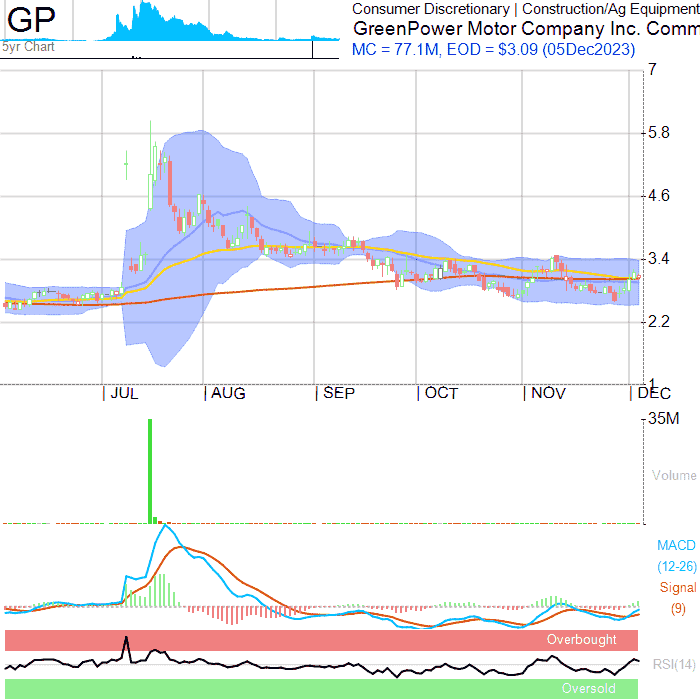 GP
5yr Chart
Consumer Discretionary | Construction/Ag Equipment
GreenPower Motor Company Inc. Comm
MC = 77.1M, EOD = $3.09 (05Dec2023)
7
5.8
4.6
3.4
2.2
1
JUL AUG SEP OCT NOV DEC
35M
Volume
MACD
(12-26)
Signal
(9)
Overbought
RSI(14)
Oversold